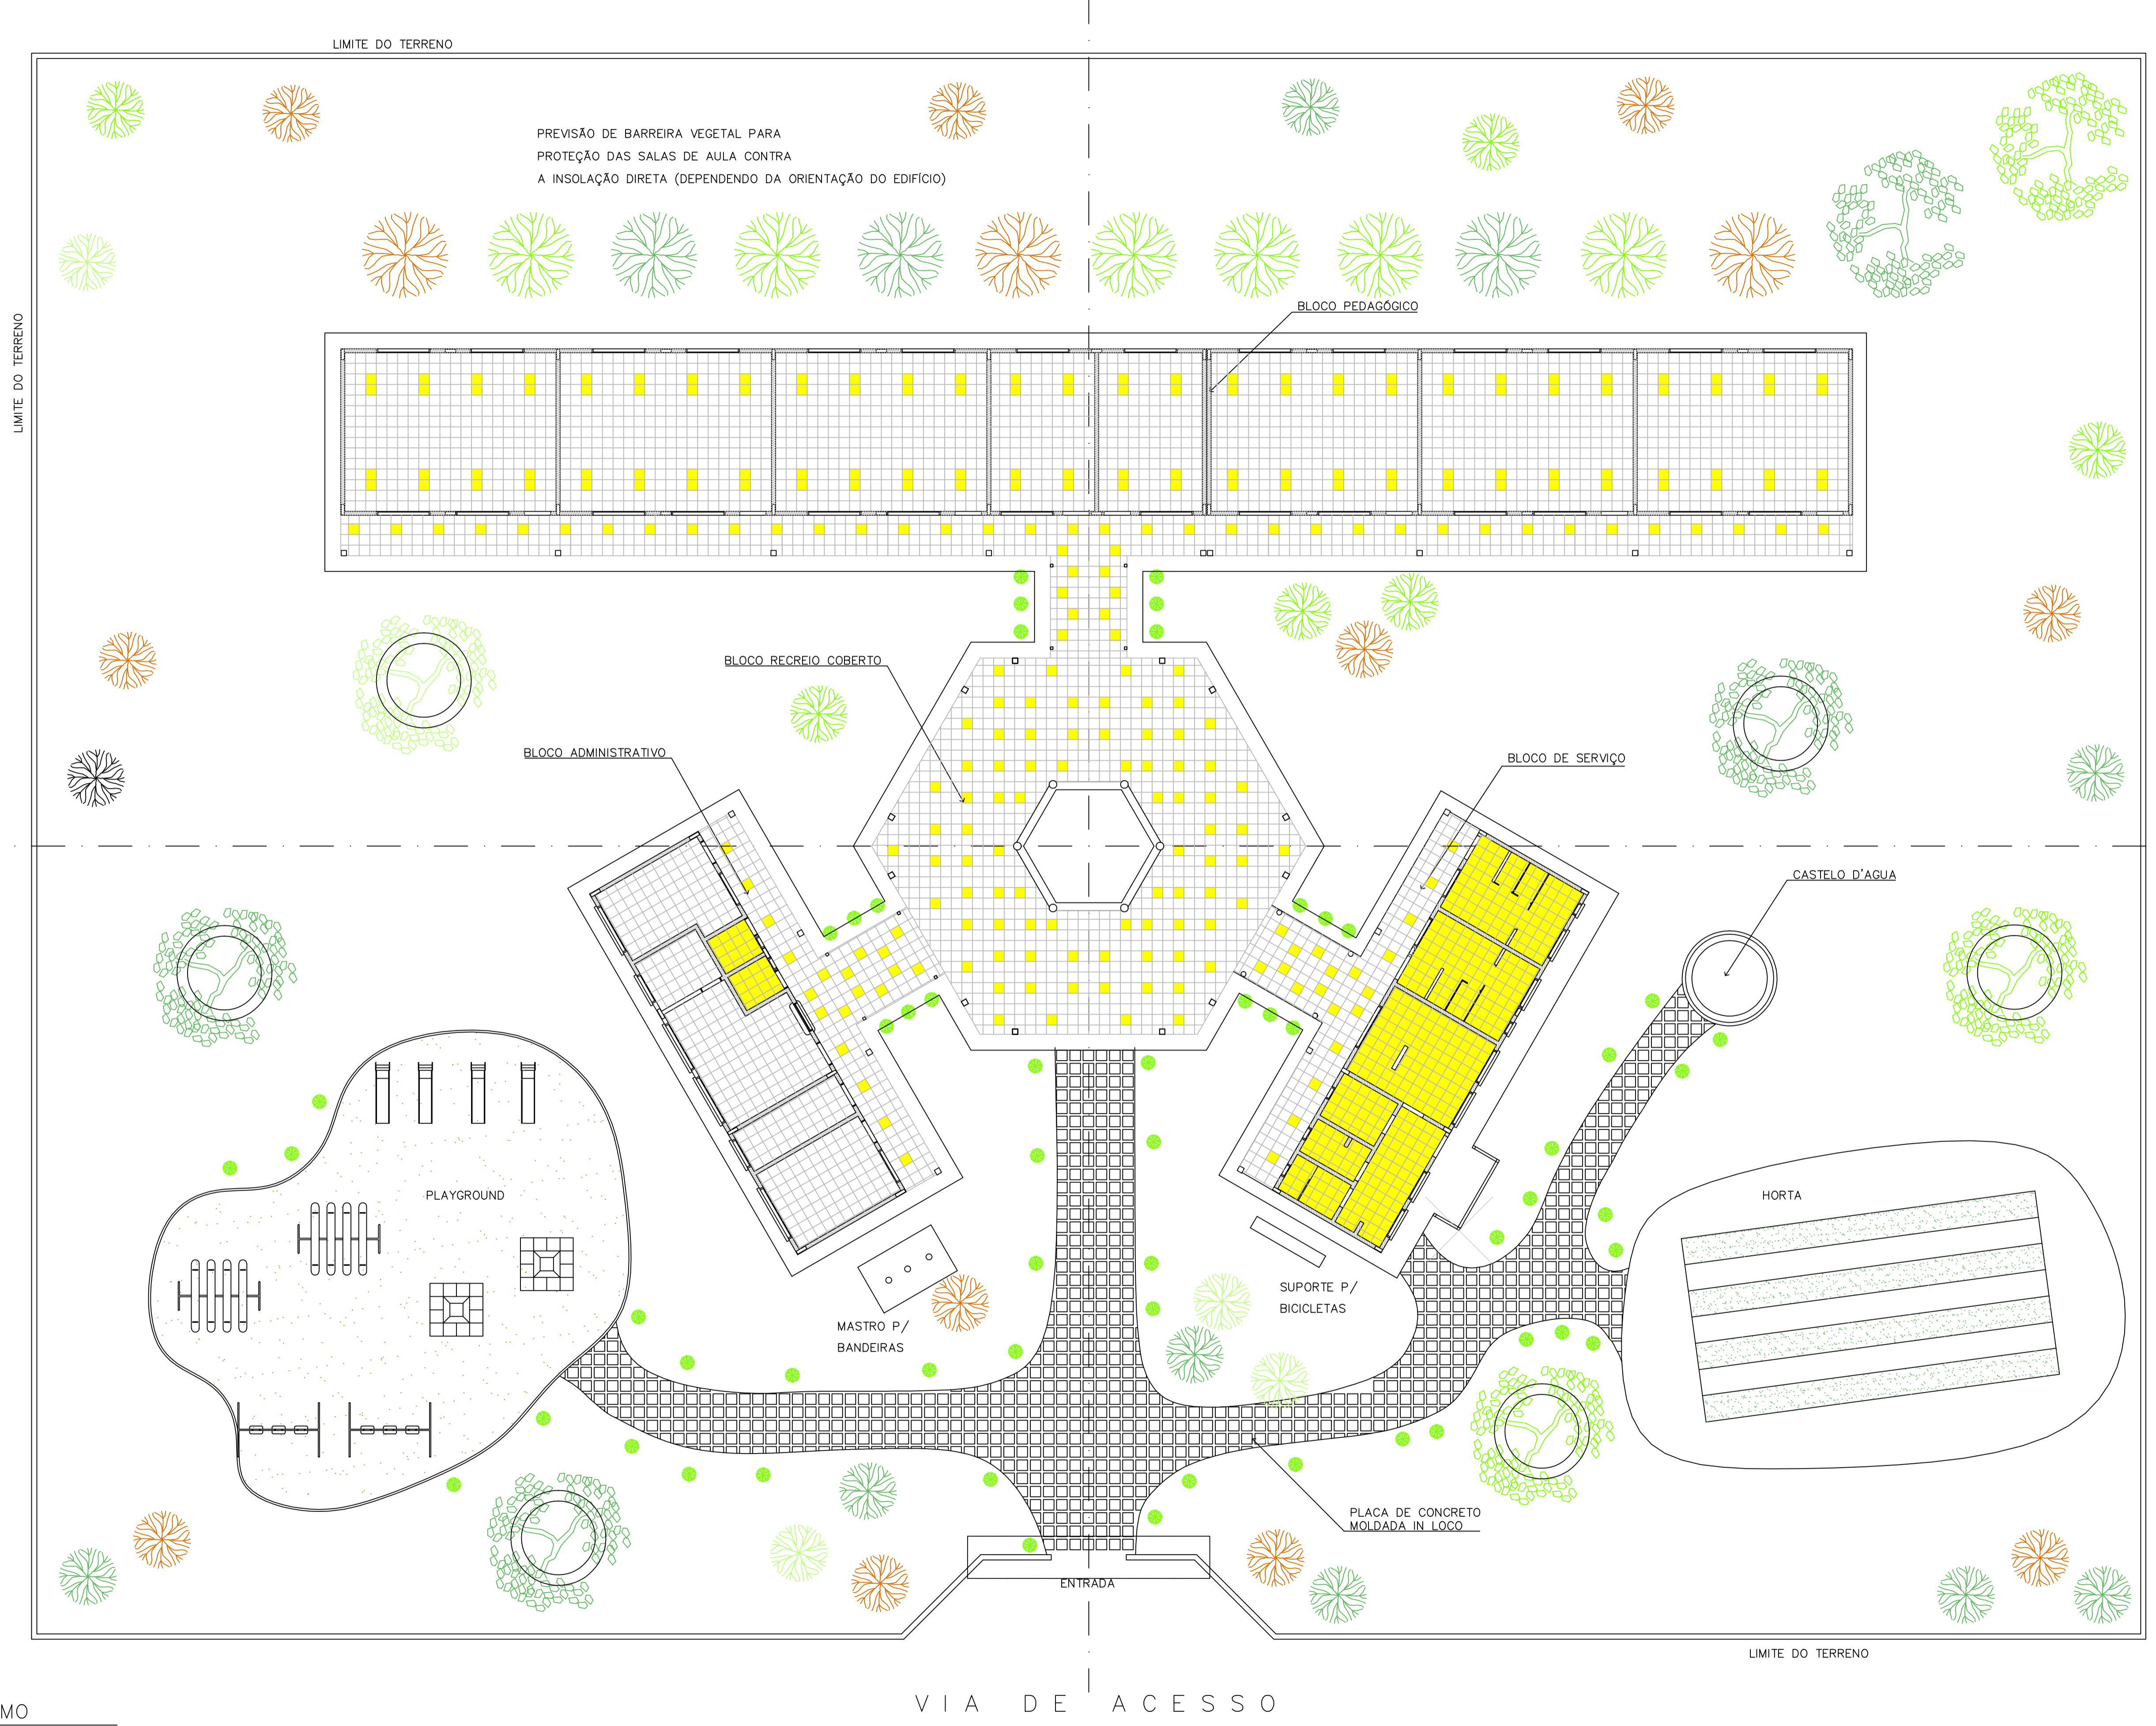 LIMITE DO TERRENO
PREVISÃO DE BARREIRA VEGETAL PARA
PROTEÇÃO DAS SALAS DE AULA CONTRA
A INSOLAÇÃO DIRETA (DEPENDENDO DA ORIENTAÇÃO DO EDIFÍCIO)
LIMITE DO TERRENO
BLOCO PEDAGÓGICO
BLOCO RECREIO COBERTO
BLOCO ADMINISTRATIVO
BLOCO DE SERVIÇO
CASTELO D'AGUA
PLAYGROUND
HORTA
SUPORTE P/
BICICLETAS
MASTRO P/
BANDEIRAS
PLACA DE CONCRETO
MOLDADA IN LOCO
ENTRADA
LIMITE DO TERRENO
VIA DE ACESSO
MO